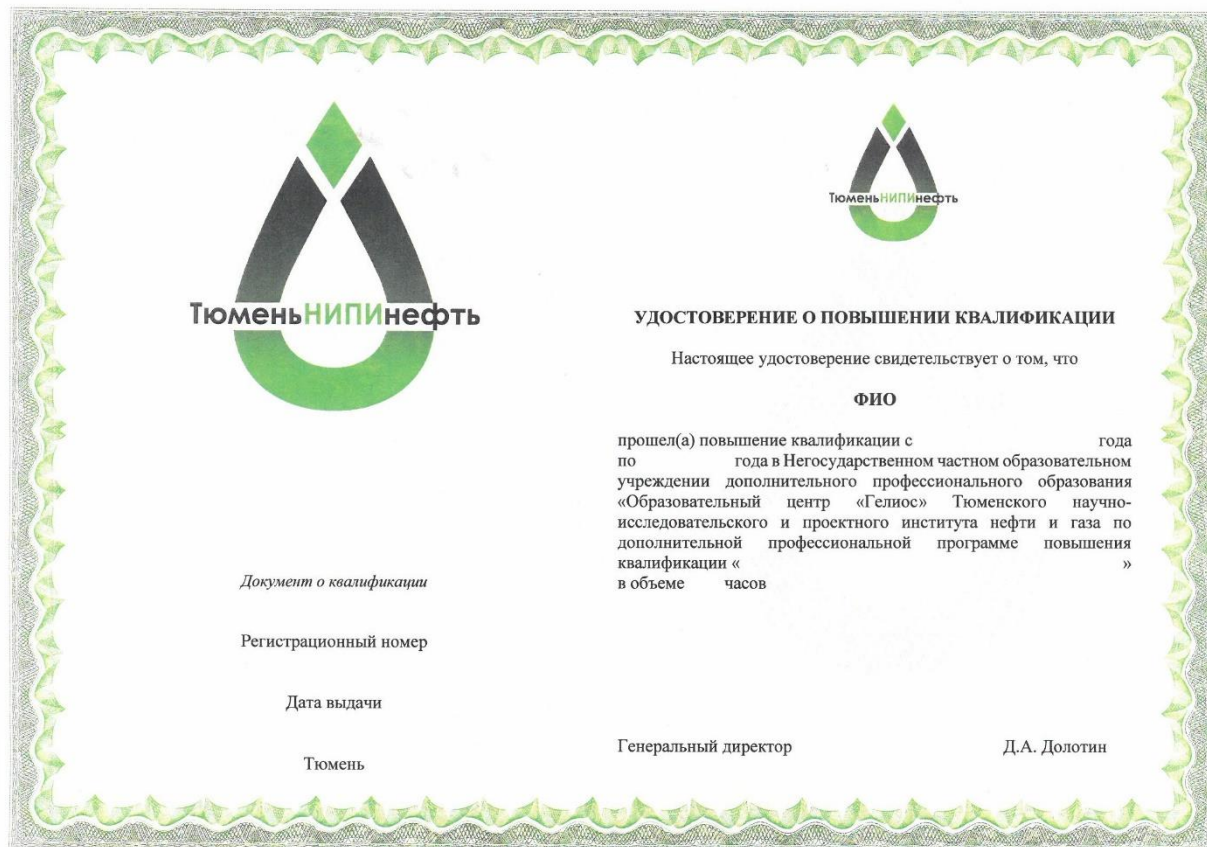 ТюменьНИПИнефть
Документ о квалификации
Регистрационный номер
Дата выдачи
Тюмень
ТюменьНИПИнефть
УДОСТОВЕРЕНИЕ О ПОВЫШЕНИИ КВАЛИФИКАЦИИ
Настоящее удостоверение свидетельствует о том, что
ФИО
прошел(а) повышение квалификации с года
по года в Негосударственном частном образовательном
учреждении дополнительного профессионального образования
«Образовательный центр «Гелиос» Тюменского научно-
исследовательского и проектного института нефти и газа по
дополнительной профессиональной программе повышения
квалификации « »
в объеме часов
Генеральный директор Д.А. Долотин